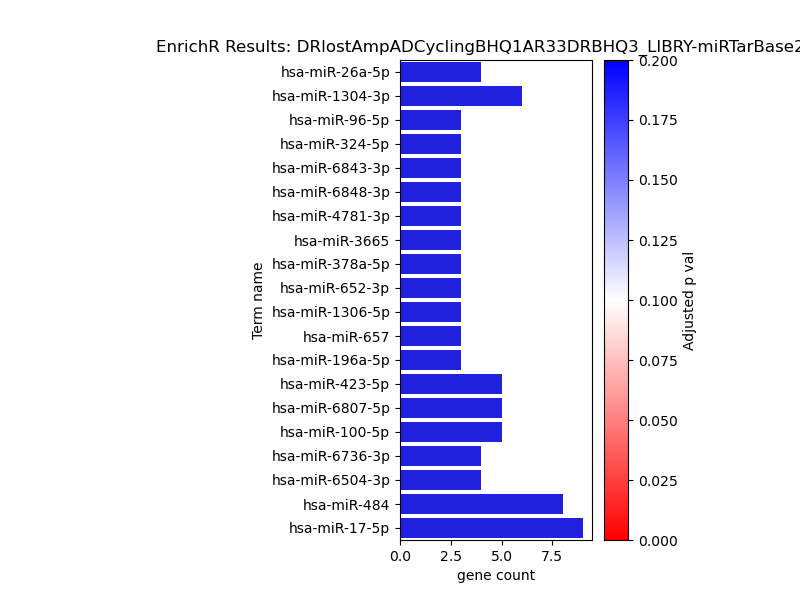 EnrichR Results: DRlostAmpADCyclingBHQ1AR33DRBHQ3_LIBRY-miRTarBase2
hsa-miR-26a-5p
hsa-miR-1304-3p
hsa-miR-96-5p
hsa-miR-324-5p
hsa-miR-6843-3p
hsa-miR-6848-3p
hsa-miR-4781-3p
hsa-miR-3665
hsa-miR-378a-5p
hsa-miR-652-3p
hsa-miR-1306-5p
hsa-miR-657
hsa-miR-196a-5p
hsa-miR-423-5p
hsa-miR-6807-5p
hsa-miR-100-5p
hsa-miR-6736-3p
hsa-miR-6504-3p
hsa-miR-484
hsa-miR-17-5p
Term name
0.0 2.5 5.0 7.5
gene count
0.200
0.175
0.150
0.125
0.100
0.075
0.050
0.025
0.000
Adjusted p val